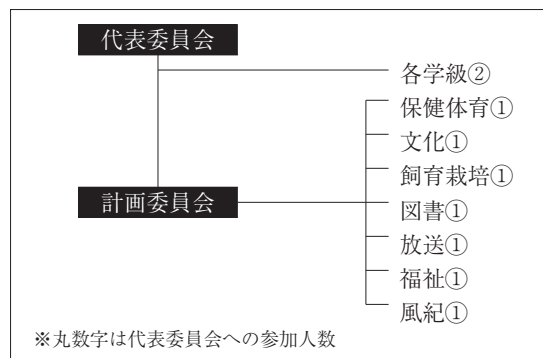 代表委員会
各学級②
保健体育①
文化①
飼育栽培①
計画委員会
図書①
放送①
福祉①
風紀①
※丸数字は代表委員会への参加人数